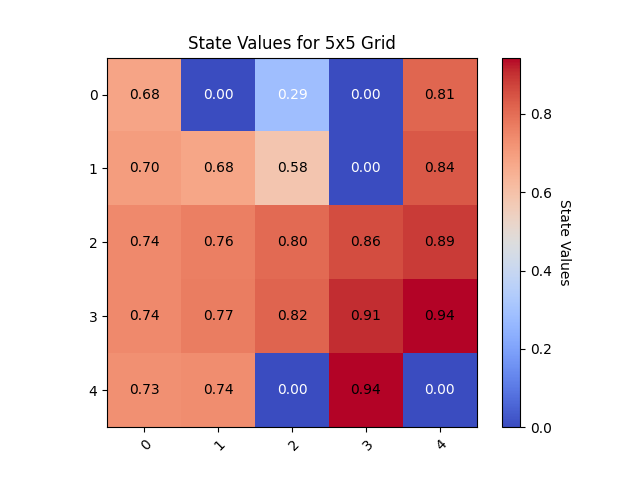 State Values for 5x5 Grid
0 0.68 0.00 0.29 0.00 0.81
1 0.70 0.68 0.58 0.00 0.84
2 0.74 0.76 0.80 0.86 0.89
3 0.74 0.77 0.82 0.91 0.94
4 0.73 0.74 0.00 0.94 0.00
0 1 2 3 4
0.8
0.6
0.4
0.2
0.0
State Values